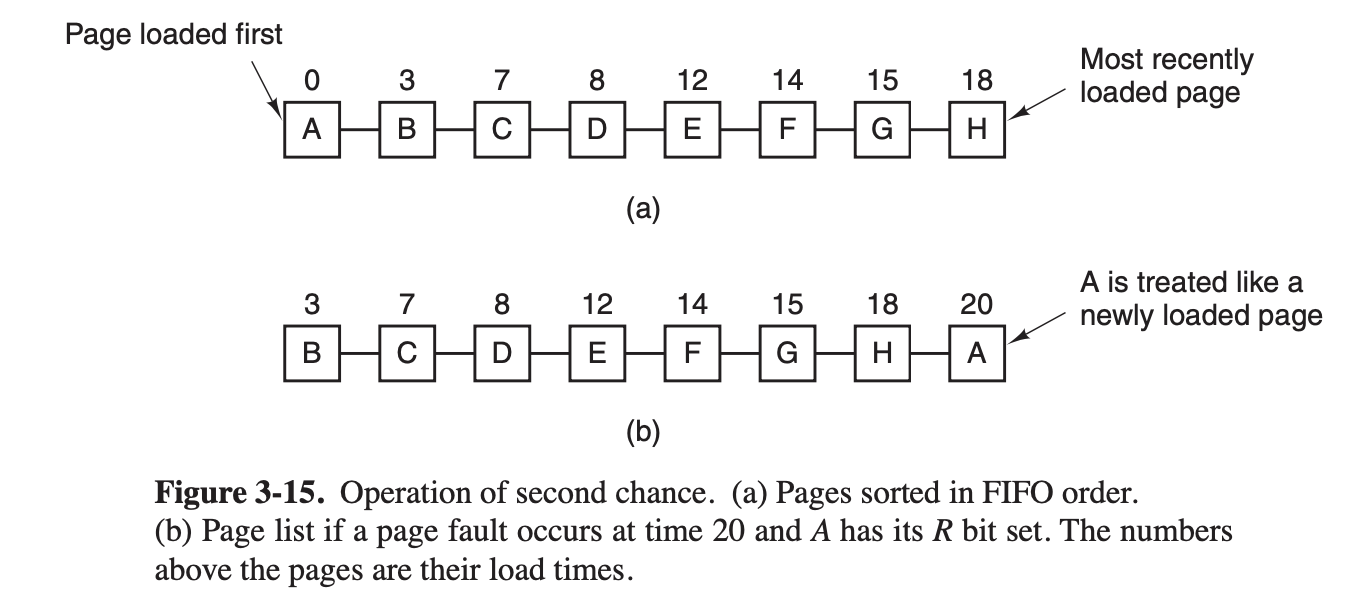 Page loaded first
Most recently
loaded page
0 3 7 8 12 14 15 18
A B C D E F G H
(a)
A is treated like a
newly loaded page
3 7 8 12 14 15 18 20
B C D E F G H A
(b)
Figure 3-15. Operation of second chance. (a) Pages sorted in FIFO order.
(b) Page list if a page fault occurs at time 20 and A has its R bit set. The numbers
above the pages are their load times.